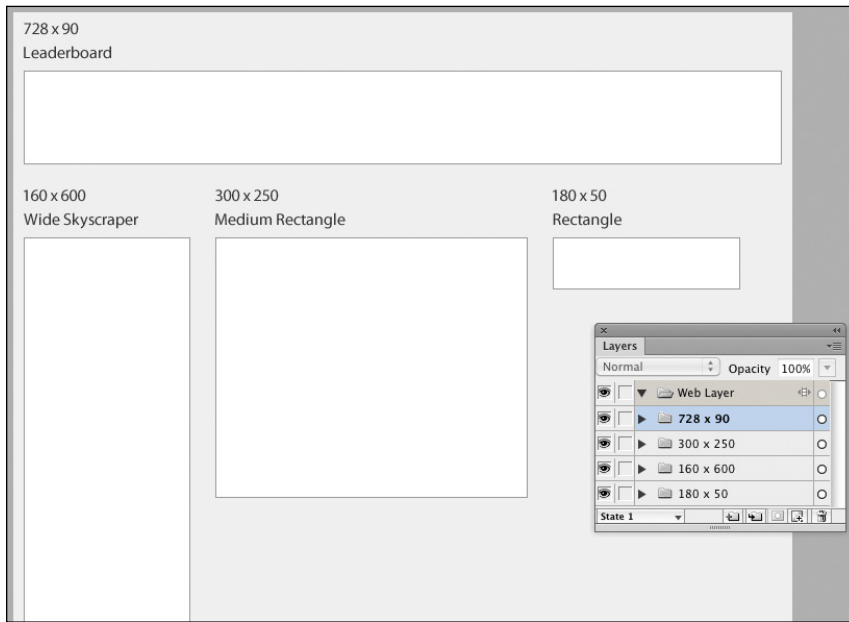 728 x 90
Leaderboard
160 x 600
Wide Skyscraper
300 x 250
Medium Rectangle
180 x 50
Rectangle
Layers
Normal
Opacity 100%
Web Layer
728 x 90
300 x 250
160 x 600
180 x 50
State 1